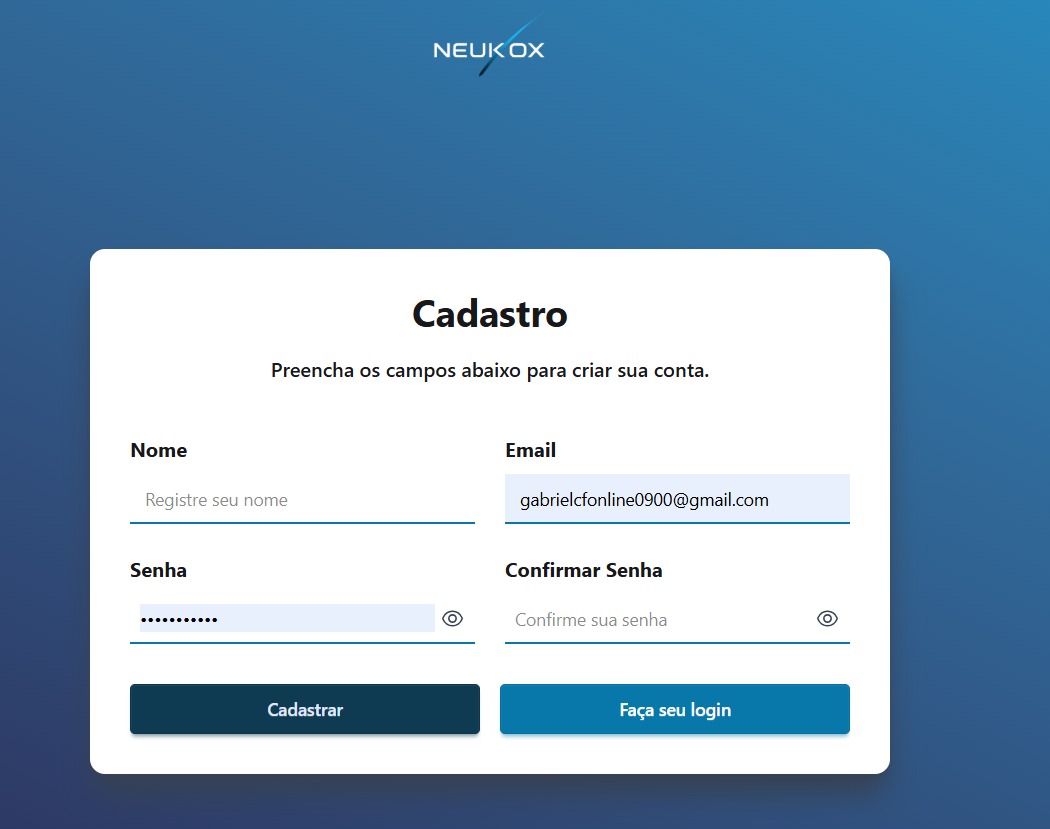 NEUKOX
Cadastro
Preencha os campos abaixo para criar sua conta.
Nome
Email
Registre seu nome
gabrielcfonline0900@gmail.com
Senha
Confirmar Senha
•••••••••••
Confirme sua senha
Cadastrar
Faça seu login